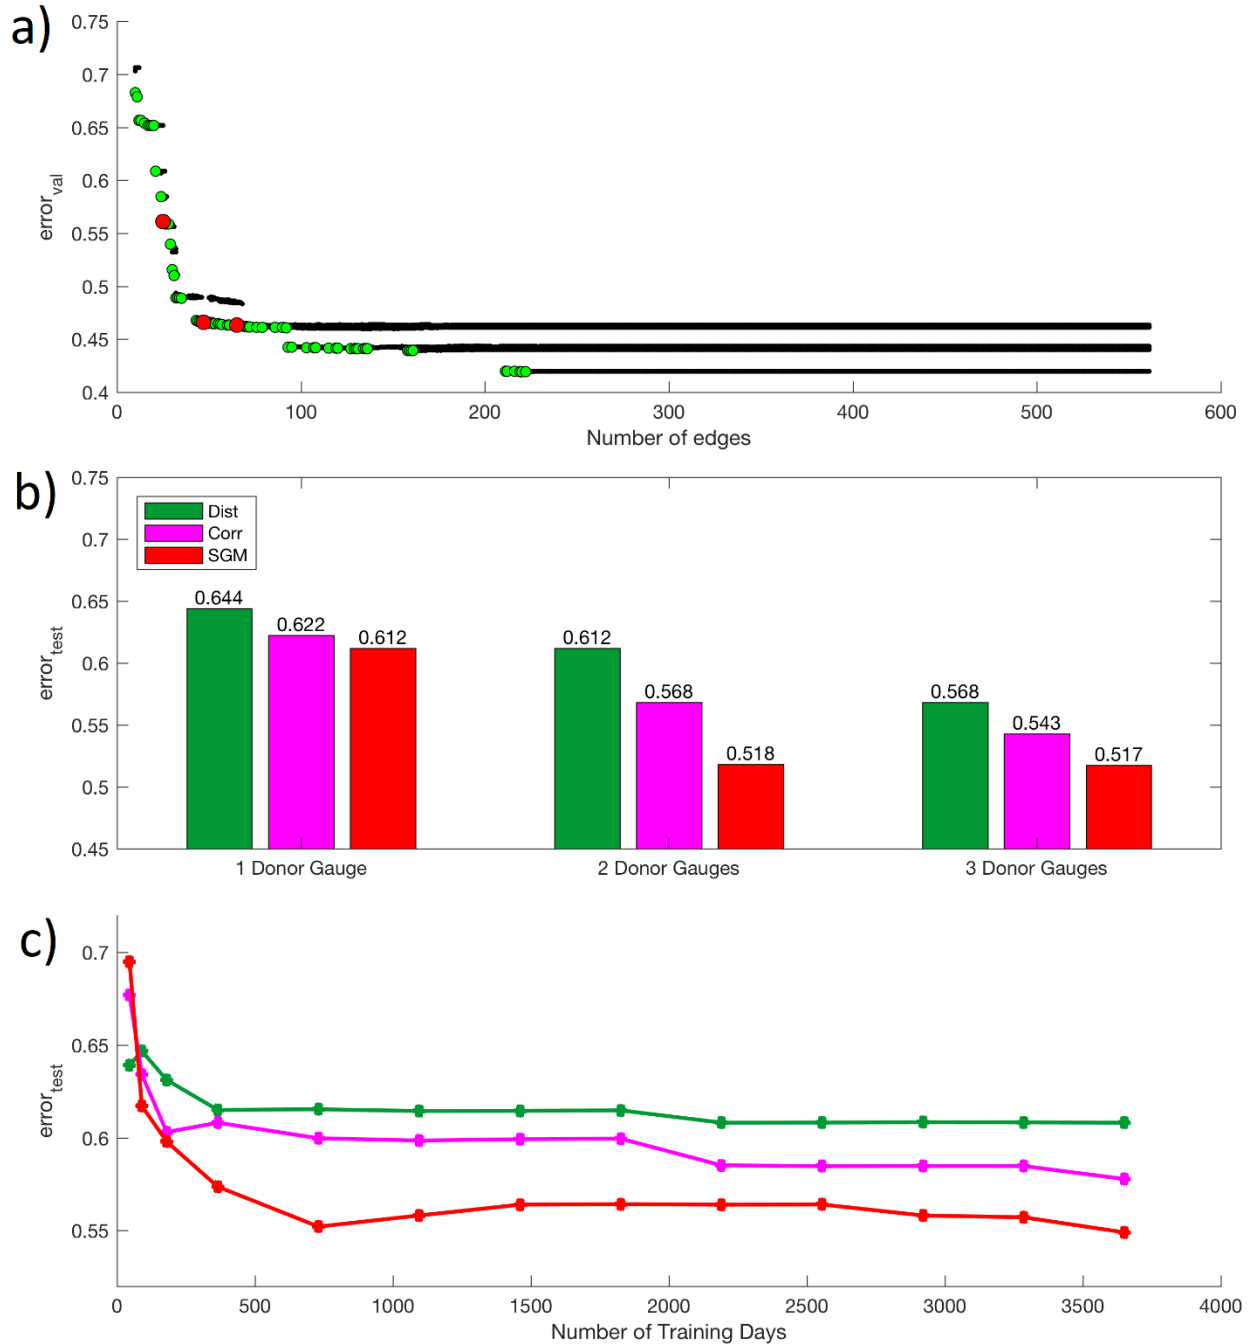 a)
0.75
0.7
0.65
0.6
0.55
0.5
0.45
0.4
error_val
0 100 200 300 400 500 600
Number of edges
b)
0.75
0.7
0.65
0.6
0.55
0.5
0.45
error_test
Dist
Corr
SGM
0.644 0.622 0.612 0.612 0.568 0.518 0.568 0.543 0.517
1 Donor Gauge 2 Donor Gauges 3 Donor Gauges
c)
0.7
0.65
0.6
0.55
error_test
0 500 1000 1500 2000 2500 3000 3500 4000
Number of Training Days